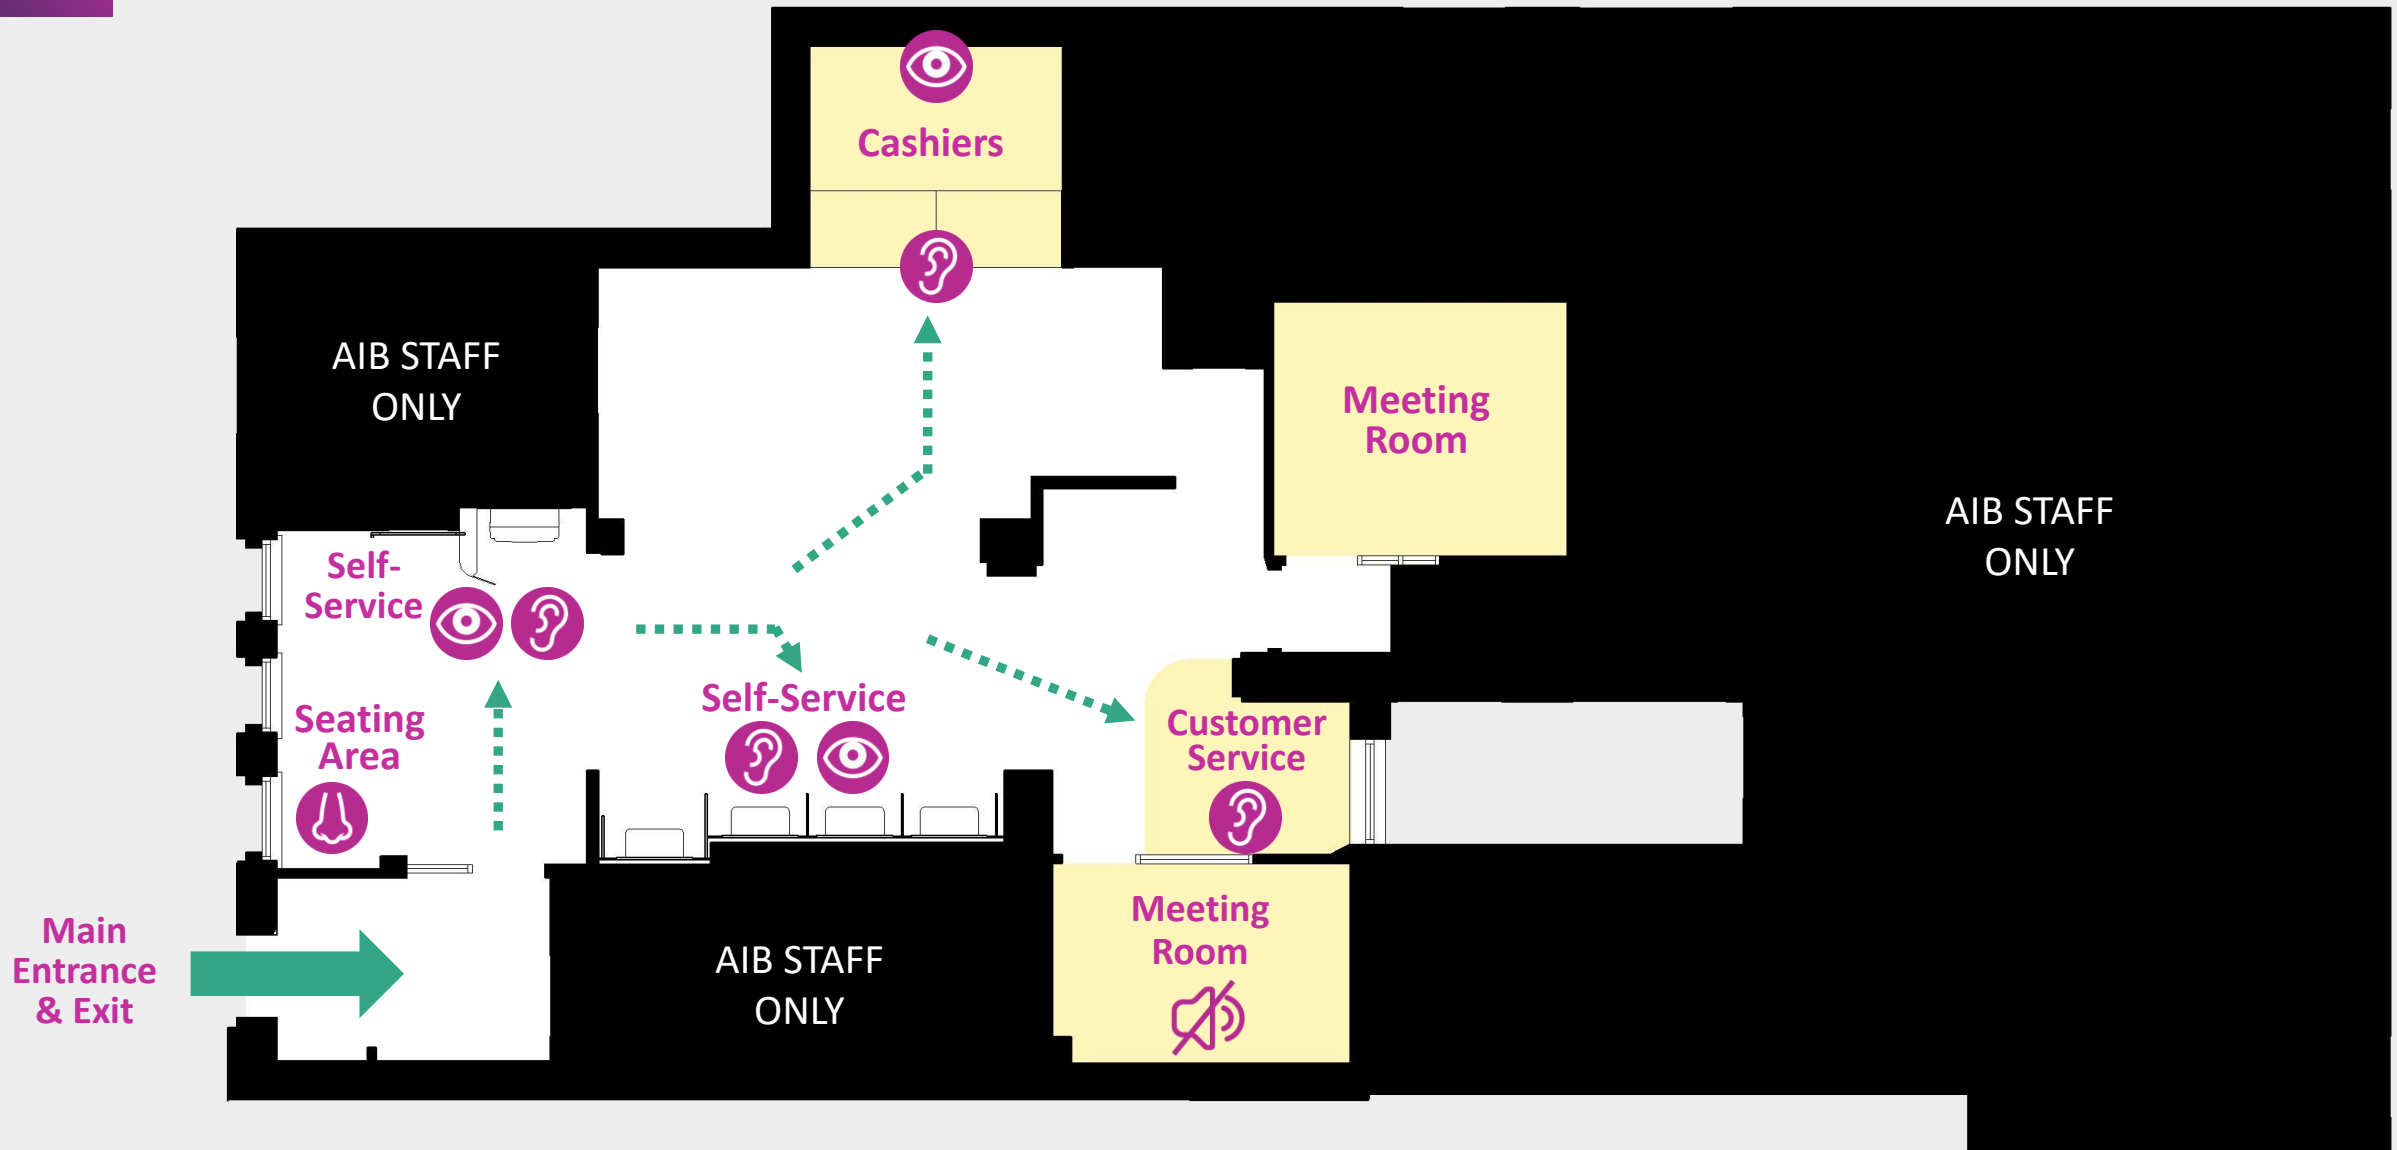 Cashiers
AIB STAFF
ONLY
Meeting
Room
AIB STAFF
ONLY
Self-
Service
Self-Service
Seating
Area
Customer
Service
Main
Entrance
& Exit
AIB STAFF
ONLY
Meeting
Room